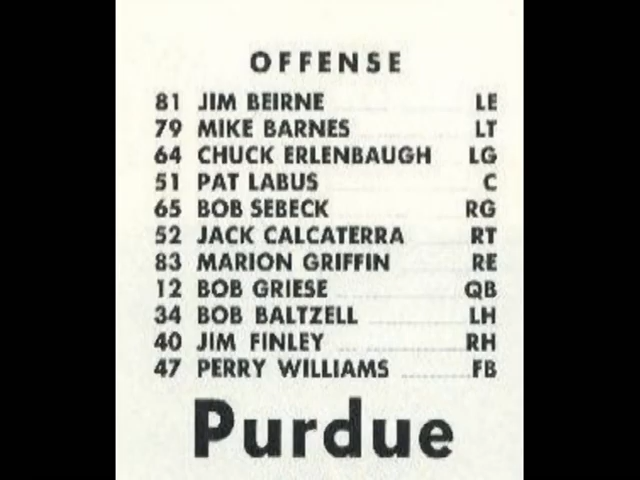 OFFENSE
81 JIM BEIRNE LE
79 MIKE BARNES LT
64 CHUCK ERLENBAUGH LG
51 PAT LABUS C
65 BOB SEBECK RG
52 JACK CALCATERRA RT
83 MARION GRIFFIN RE
12 BOB GRIESE QB
34 BOB BALTZELL LH
40 JIM FINLEY RH
47 PERRY WILLIAMS FB
Purdue